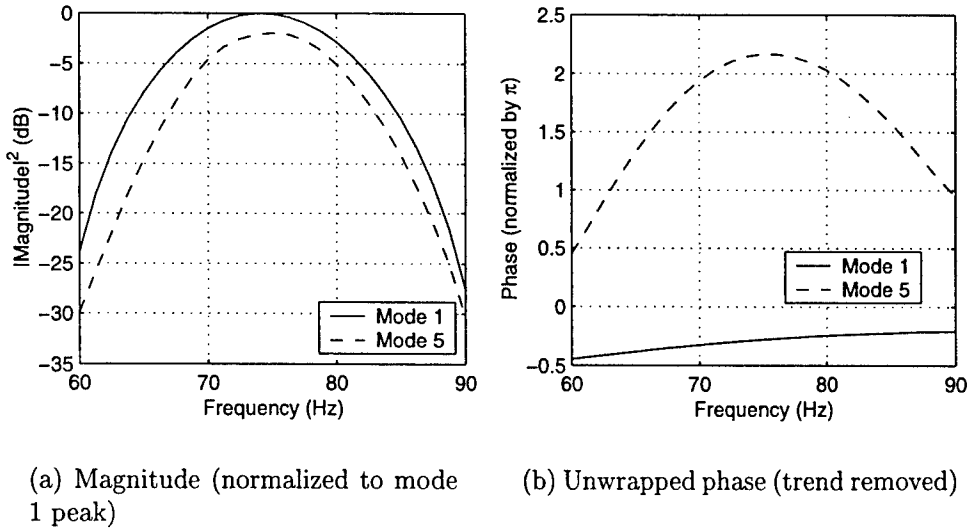 0
−5
−10
−15
−20
−25
−30
−35
60
70
80
90
|Magnitude|² (dB)
Frequency (Hz)
Mode 1
Mode 5
2.5
2
1.5
1
0.5
0
−0.5
60
70
80
90
Phase (normalized by π)
Frequency (Hz)
Mode 1
Mode 5
(a) Magnitude (normalized to mode
1 peak)
(b) Unwrapped phase (trend removed)